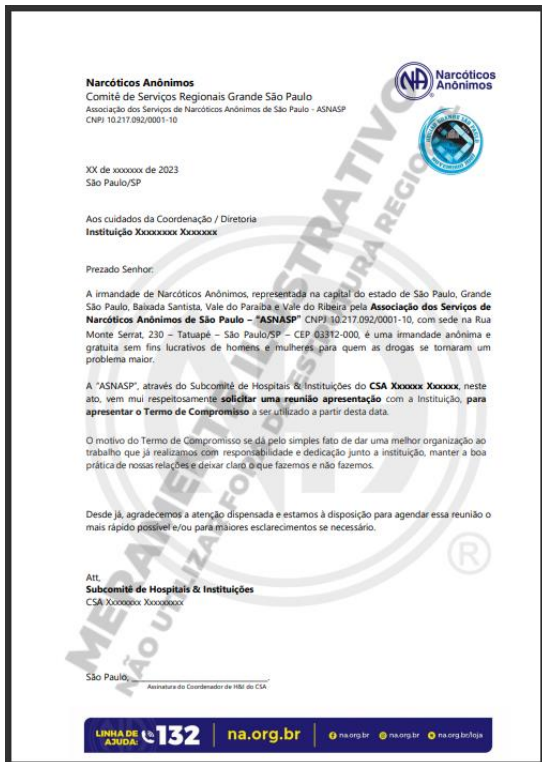 Narcóticos Anônimos
Comitê de Serviços Regionais Grande São Paulo
Associação dos Serviços de Narcóticos Anônimos de São Paulo - ASNASP
CNPJ 10.217.092/0001-10
Narcóticos
Anônimos
NA
XX de xxxxxxx de 2023
São Paulo/SP
Aos cuidados da Coordenação / Diretoria
Instituição Xxxxxxxx Xxxxxxx
Prezado Senhor:
A irmandade de Narcóticos Anônimos, representada na capital do estado de São Paulo, Grande
São Paulo, Baixada Santista, Vale do Paraíba e Vale do Ribeira pela Associação dos Serviços de
Narcóticos Anônimos de São Paulo – “ASNASP” CNPJ 10.217.092/0001-10, com sede na Rua
Monte Serrat, 230 – Tatuapé – São Paulo/SP – CEP 03312-000, é uma irmandade anônima e
gratuita sem fins lucrativos de homens e mulheres para quem as drogas se tornaram um
problema maior.
A “ASNASP”, através do Subcomitê de Hospitais & Instituições do CSA Xxxxxx Xxxxxx, neste
ato, vem mui respeitosamente solicitar uma reunião apresentação com a Instituição, para
apresentar o Termo de Compromisso a ser utilizado a partir desta data.
O motivo do Termo de Compromisso se dá pelo simples fato de dar uma melhor organização ao
trabalho que já realizamos com responsabilidade e dedicação junto a instituição, manter a boa
prática de nossas relações e deixar claro o que fazemos e não fazemos.
Desde já, agradecemos a atenção dispensada e estamos à disposição para agendar essa reunião o
mais rápido possível e/ou para maiores esclarecimentos se necessário.
Att,
Subcomitê de Hospitais & Instituições
CSA Xxxxxxxx Xxxxxxxxx
São Paulo, ____________________________.
Assinatura do Coordenador de H&I do CSA
MERAMENTE ILUSTRATIVO
NÃO UTILIZAR FORA DA ESTRUTURA REGIO
®
LINHA DE
AJUDA: 132
na.org.br
na.org.br
na.org.br
na.org.br/loja